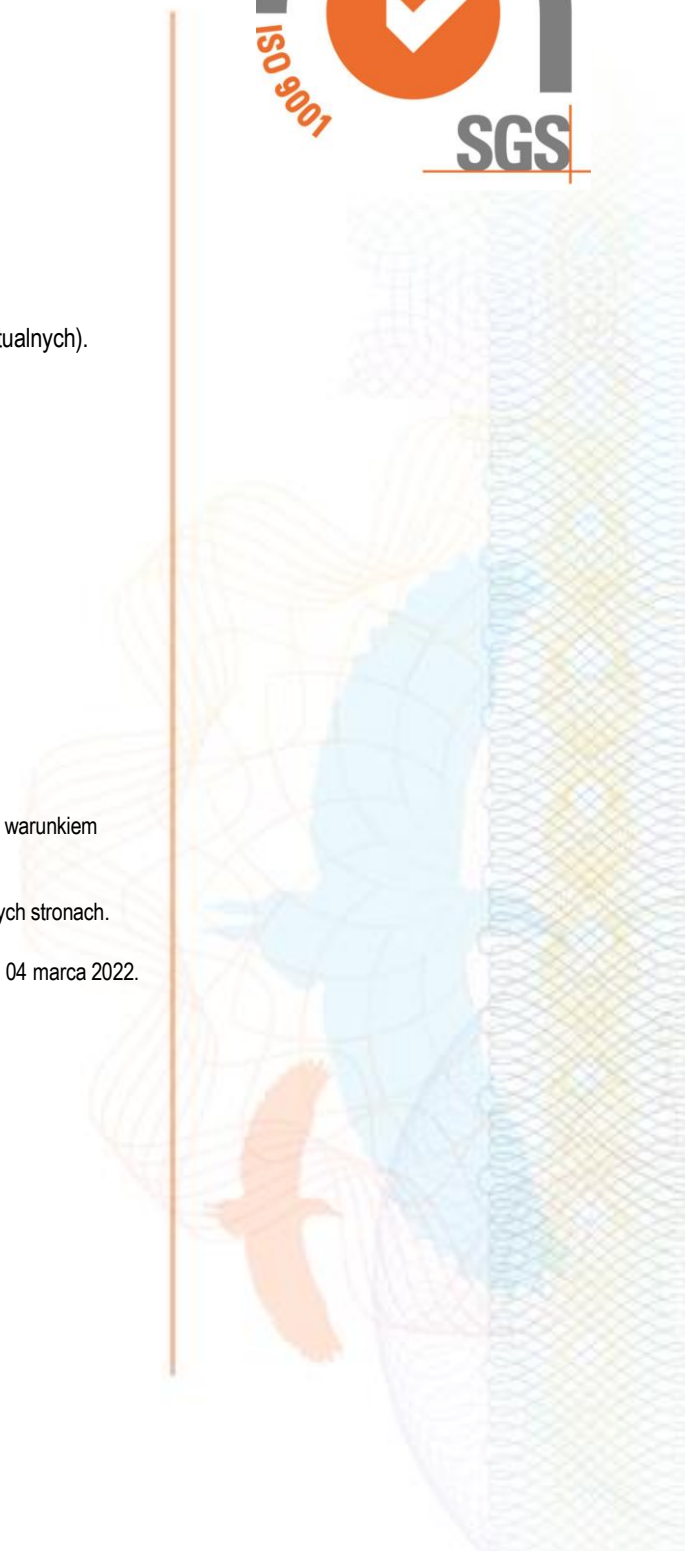 ISO 9001
SGS
tualnych).
warunkiem
ych stronach.
04 marca 2022.